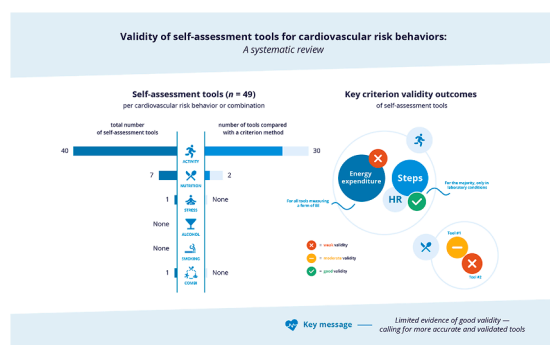 Validity of self-assessment tools for cardiovascular risk behaviors:
A systematic review
Self-assessment tools (n = 49)
per cardiovascular risk behavior or combination
total number
of self-assessment tools
number of tools compared
with a criterion method
40
ACTIVITY
30
7
NUTRITION
2
1
STRESS
None
None
ALCOHOL
None
SMOKING
1
COMBI
None
Key criterion validity outcomes
of self-assessment tools
Energy
expenditure
Steps
HR
For all tools measuring
a form of EE
For the majority, only in
laboratory conditions
= weak validity
= moderate validity
= good validity
Tool #1
Tool #2
Key message
Limited evidence of good validity —
calling for more accurate and validated tools